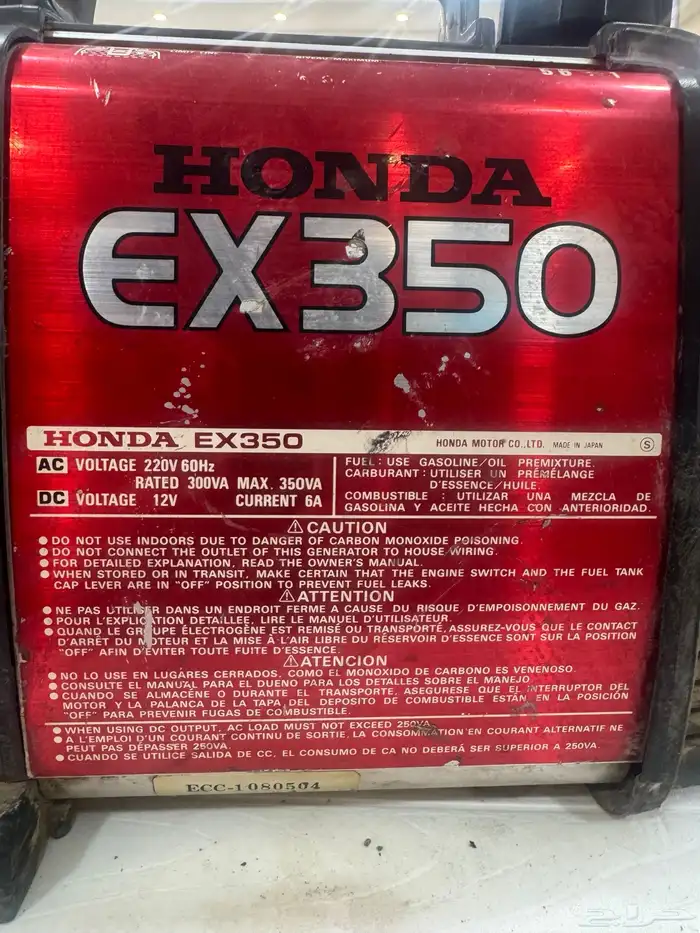 LIMIT LINE NIVEAU MAXIMUM
HONDA
EX350
HONDA EX350 HONDA MOTOR CO.,LTD. MADE IN JAPAN S
AC VOLTAGE 220V 60Hz
RATED 300VA MAX. 350VA
DC VOLTAGE 12V CURRENT 6A
FUEL: USE GASOLINE/OIL PREMIXTURE.
CARBURANT: UTILISER UN PRÉMÉLANGE
D'ESSENCE/HUILE.
COMBUSTIBLE: UTILIZAR UNA MEZCLA DE
GASOLINA Y ACEITE HECHA CON ANTERIORIDAD.
⚠CAUTION
● DO NOT USE INDOORS DUE TO DANGER OF CARBON MONOXIDE POISONING.
● DO NOT CONNECT THE OUTLET OF THIS GENERATOR TO HOUSE WIRING.
● FOR DETAILED EXPLANATION, READ THE OWNER'S MANUAL.
● WHEN STORED OR IN TRANSIT, MAKE CERTAIN THAT THE ENGINE SWITCH AND THE FUEL TANK
CAP LEVER ARE IN "OFF" POSITION TO PREVENT FUEL LEAKS.
⚠ATTENTION
● NE PAS UTILISER DANS UN ENDROIT FERME A CAUSE DU RISQUE D'EMPOISONNEMENT DU GAZ.
● POUR L'EXPLICATION DETAILLEE, LIRE LE MANUEL D'UTILISATEUR.
● QUAND LE GROUPE ÉLECTROGÈNE EST REMISÉ OU TRANSPORTÉ, ASSUREZ-VOUS QUE LE CONTACT
D'ARRÊT DU MOTEUR ET LA MISE À L'AIR LIBRE DU RÉSERVOIR D'ESSENCE SONT SUR LA POSITION
"OFF" AFIN D'ÉVITER TOUTE FUITE D'ESSENCE.
⚠ATENCION
● NO LO USE EN LUGARES CERRADOS, COMO EL MONOXIDO DE CARBONO ES VENENOSO.
● CONSULTE EL MANUAL PARA EL DUEÑO PARA LOS DETALLES SOBRE EL MANEJO.
● CUANDO SE ALMACÉNE O DURANTE EL TRANSPORTE, ASEGURESE QUE EL INTERRUPTOR DEL
MOTOR Y LA PALANCA DE LA TAPA DEL DEPOSITO DE COMBUSTIBLE ESTÁN EN LA POSICIÓN
"OFF" PARA PREVENIR FUGAS DE COMBUSTIBLE.
● WHEN USING DC OUTPUT, AC LOAD MUST NOT EXCEED 250VA.
● A L'EMPLOI D'UN COURANT CONTINU DE SORTIE, LA CONSOMMATION EN COURANT ALTERNATIF NE
PEUT PAS DÉPASSER 250VA.
● CUANDO SE UTILICE SALIDA DE CC, EL CONSUMO DE CA NO DEBERÁ SER SUPERIOR A 250VA.
ECC-1080504
حراج